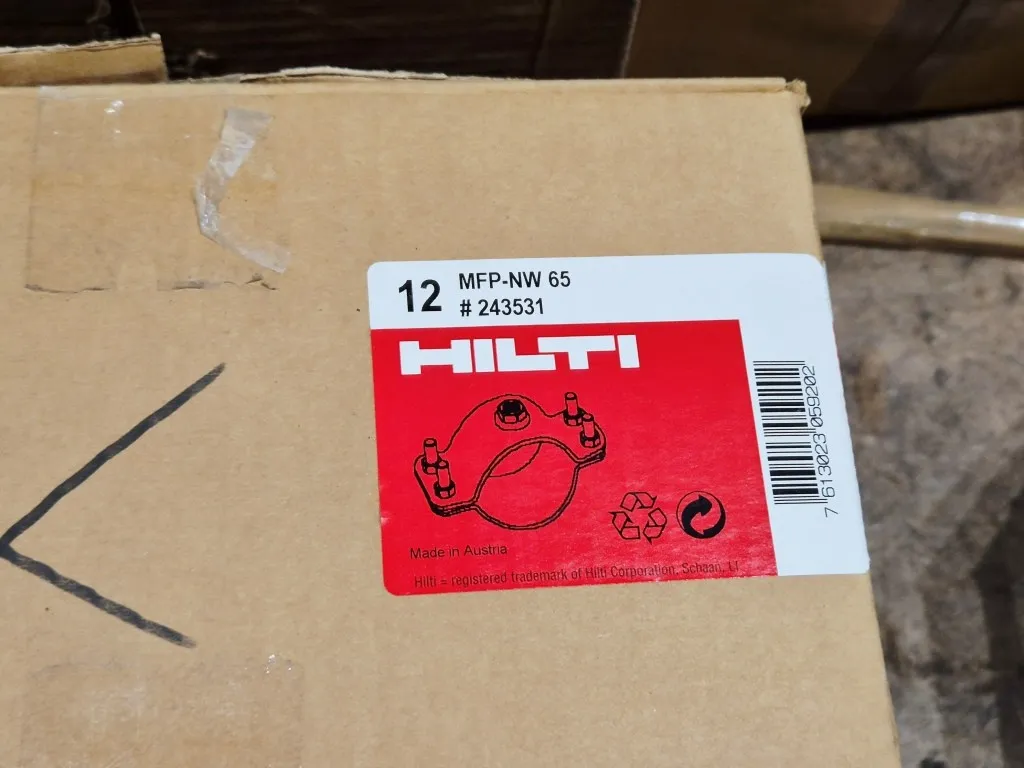 12 MFP-NW 65
# 243531
HILTI
Made in Austria
Hilti = registered trademark of Hilti Corporation, Schaan, LI
7 613023 059202